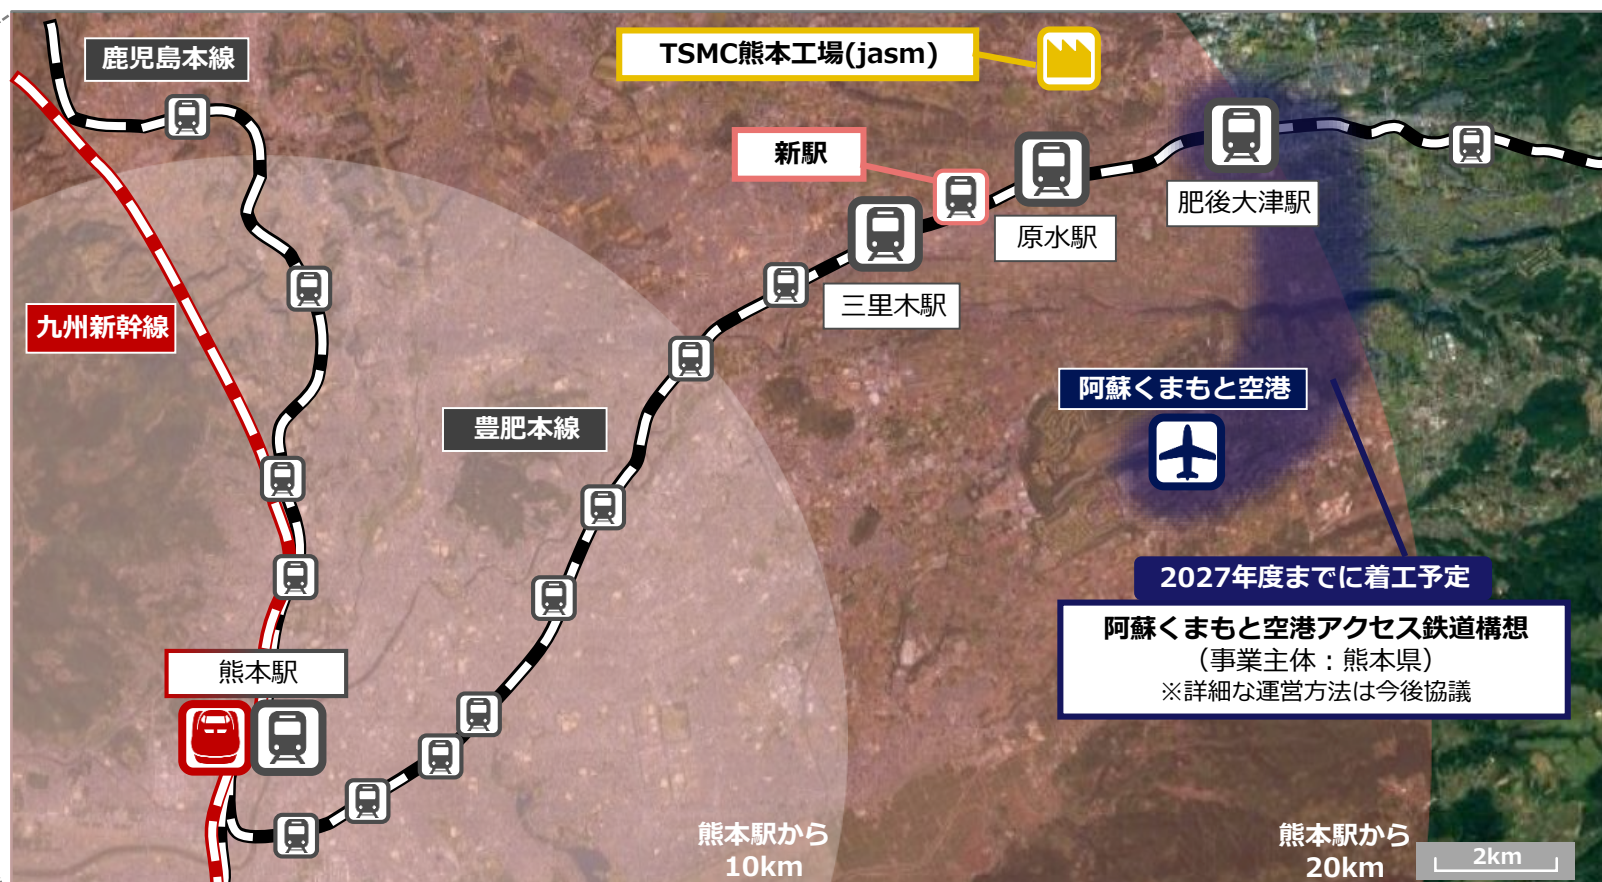 鹿児島本線
TSMC熊本工場(jasm)
新駅
肥後大津駅
原水駅
三里木駅
九州新幹線
阿蘇くまもと空港
豊肥本線
2027年度までに着工予定
阿蘇くまもと空港アクセス鉄道構想
（事業主体：熊本県）
※詳細な運営方法は今後協議
熊本駅
熊本駅から
10km
熊本駅から
20km
2km